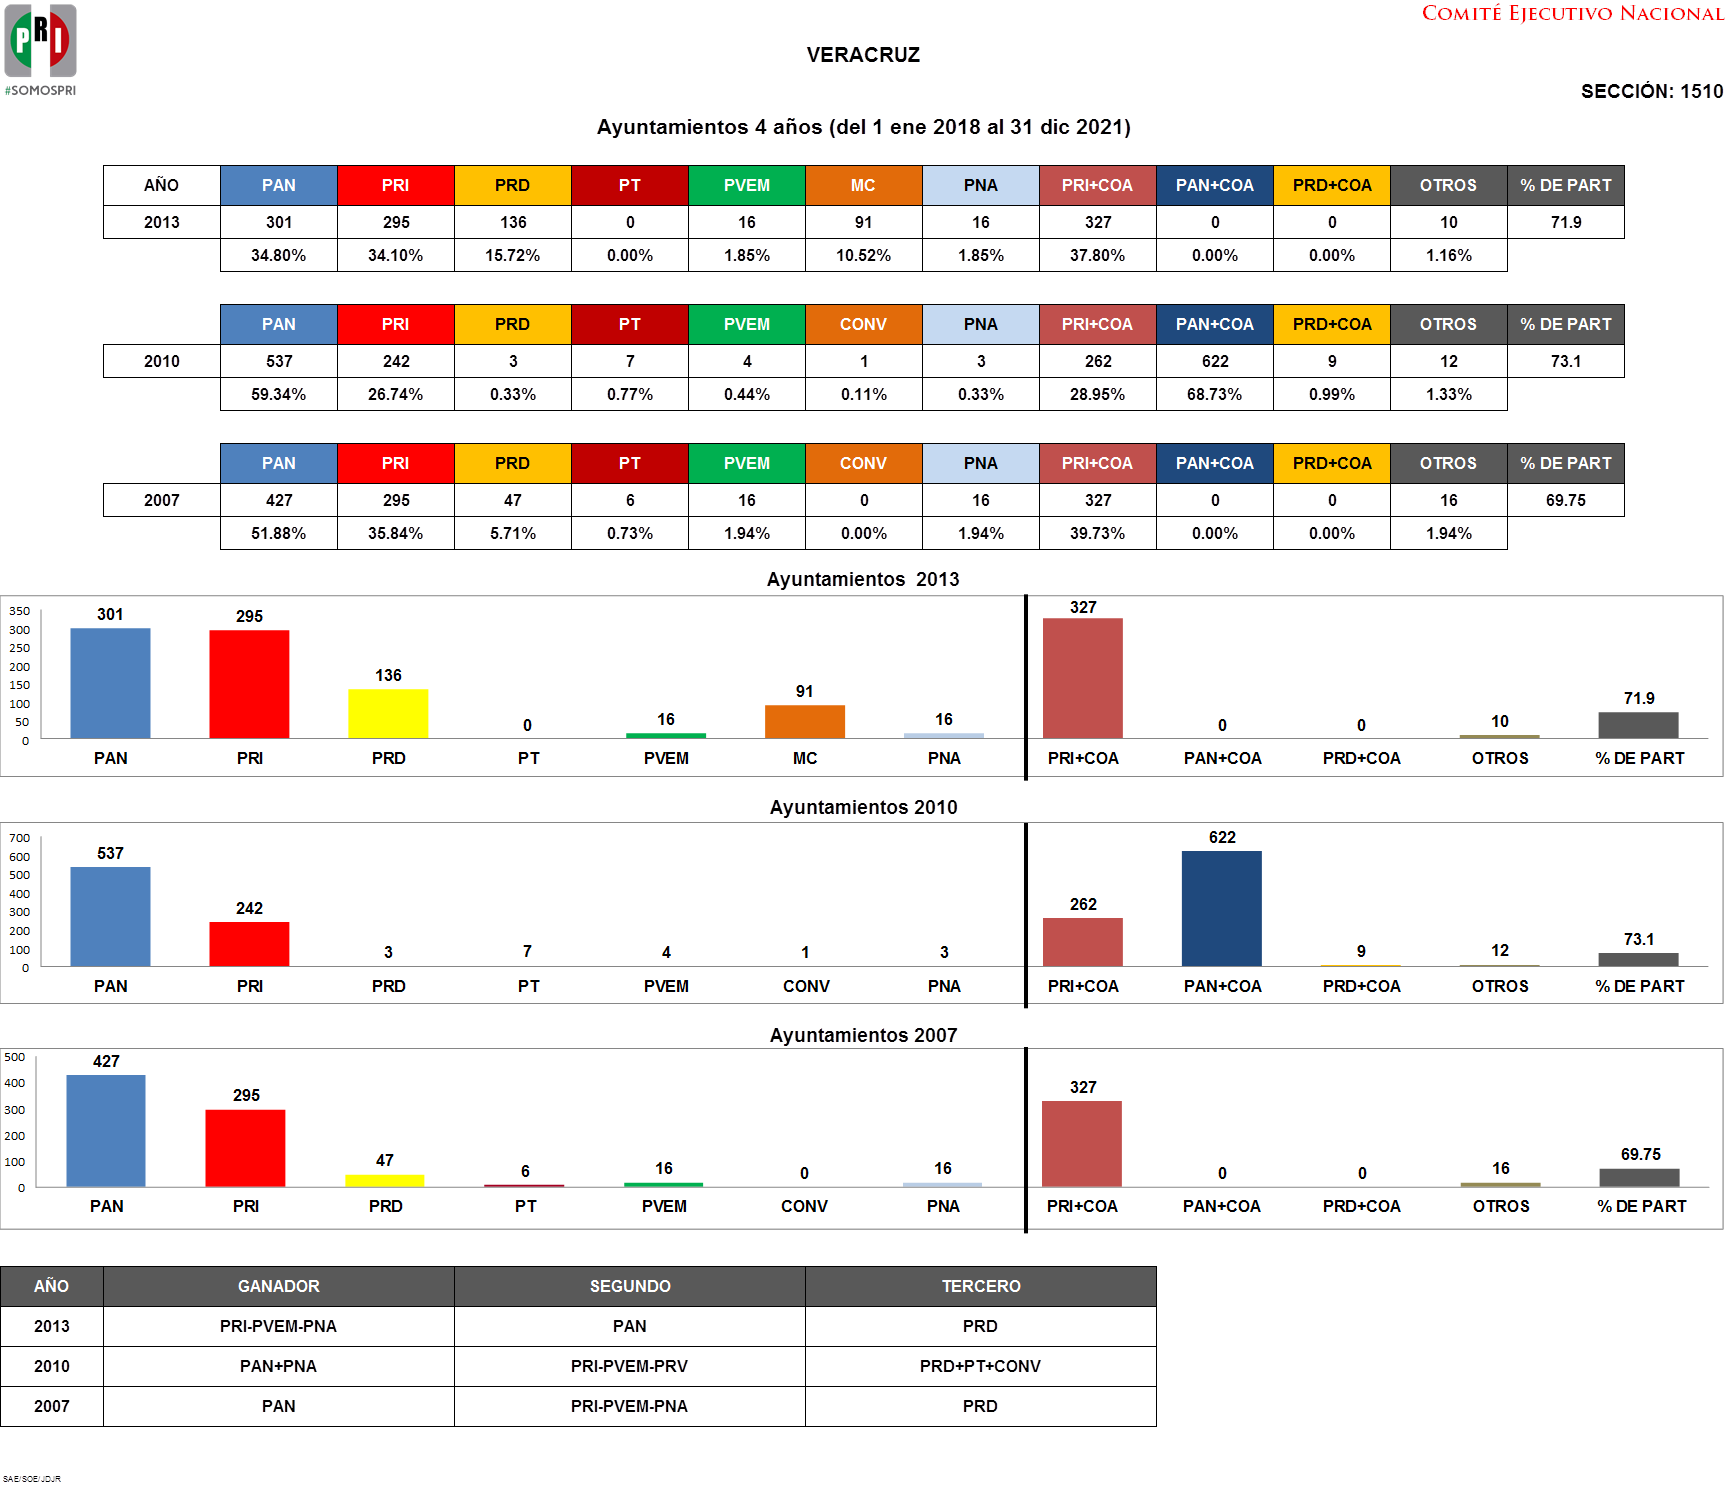 PRI
#SOMOSPRI
COMITÉ EJECUTIVO NACIONAL
VERACRUZ
SECCIÓN: 1510
Ayuntamientos 4 años (del 1 ene 2018 al 31 dic 2021)
AÑO PAN PRI PRD PT PVEM MC PNA PRI+COA PAN+COA PRD+COA OTROS % DE PART
2013 301 295 136 0 16 91 16 327 0 0 10 71.9
34.80% 34.10% 15.72% 0.00% 1.85% 10.52% 1.85% 37.80% 0.00% 0.00% 1.16%
PAN PRI PRD PT PVEM CONV PNA PRI+COA PAN+COA PRD+COA OTROS % DE PART
2010 537 242 3 7 4 1 3 262 622 9 12 73.1
59.34% 26.74% 0.33% 0.77% 0.44% 0.11% 0.33% 28.95% 68.73% 0.99% 1.33%
PAN PRI PRD PT PVEM CONV PNA PRI+COA PAN+COA PRD+COA OTROS % DE PART
2007 427 295 47 6 16 0 16 327 0 0 16 69.75
51.88% 35.84% 5.71% 0.73% 1.94% 0.00% 1.94% 39.73% 0.00% 0.00% 1.94%
Ayuntamientos 2013
350
300
250
200
150
100
50
0
301 295 136 0 16 91 16 327 0 0 10 71.9
PAN PRI PRD PT PVEM MC PNA PRI+COA PAN+COA PRD+COA OTROS % DE PART
Ayuntamientos 2010
700
600
500
400
300
200
100
0
537 242 3 7 4 1 3 262 622 9 12 73.1
PAN PRI PRD PT PVEM CONV PNA PRI+COA PAN+COA PRD+COA OTROS % DE PART
Ayuntamientos 2007
500
400
300
200
100
0
427 295 47 6 16 0 16 327 0 0 16 69.75
PAN PRI PRD PT PVEM CONV PNA PRI+COA PAN+COA PRD+COA OTROS % DE PART
AÑO GANADOR SEGUNDO TERCERO
2013 PRI-PVEM-PNA PAN PRD
2010 PAN+PNA PRI-PVEM-PRV PRD+PT+CONV
2007 PAN PRI-PVEM-PNA PRD
SAE/SOE/JDJR